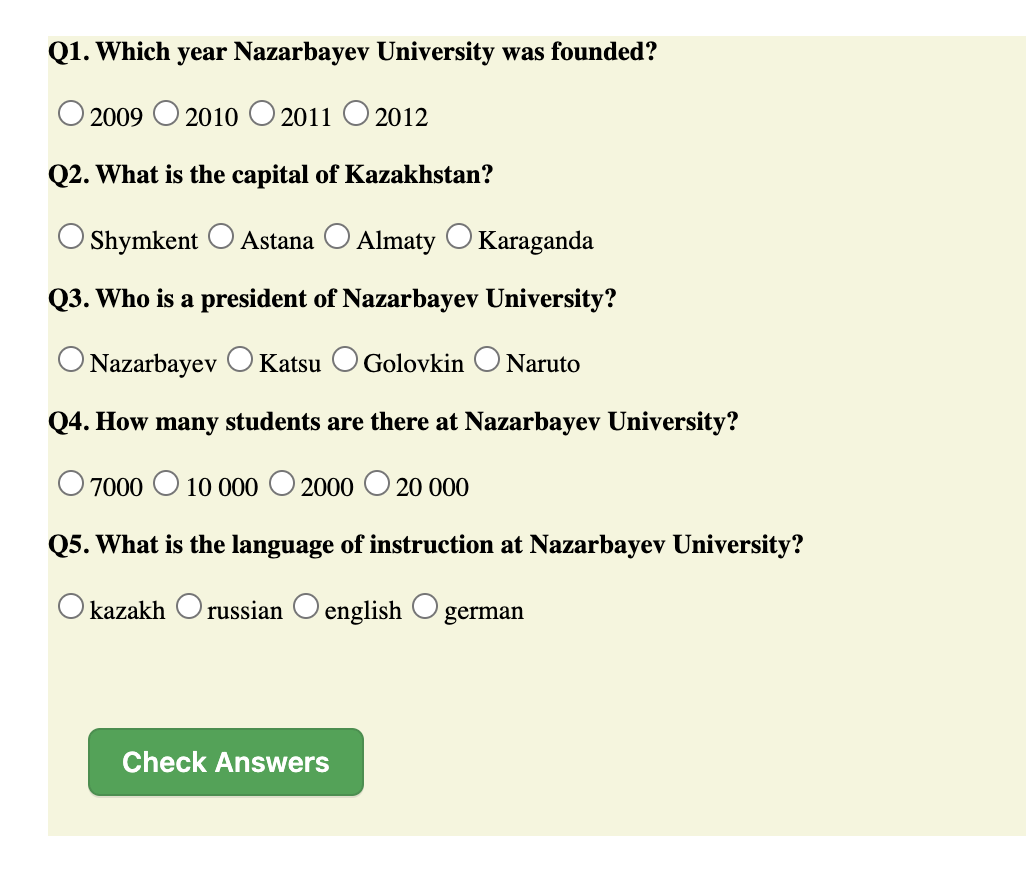 Q1. Which year Nazarbayev University was founded?
2009 2010 2011 2012
Q2. What is the capital of Kazakhstan?
Shymkent Astana Almaty Karaganda
Q3. Who is a president of Nazarbayev University?
Nazarbayev Katsu Golovkin Naruto
Q4. How many students are there at Nazarbayev University?
7000 10 000 2000 20 000
Q5. What is the language of instruction at Nazarbayev University?
kazakh russian english german
Check Answers